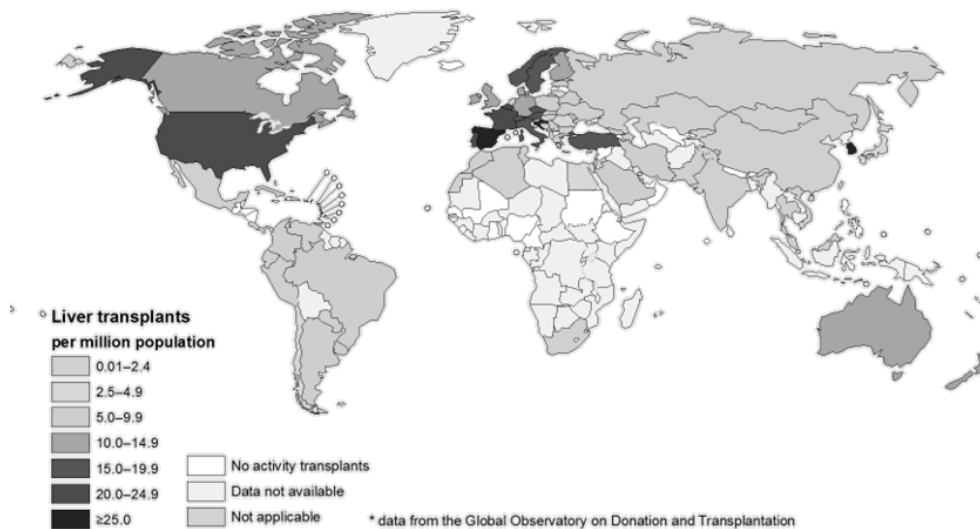 Liver transplants
per million population
0.01–2.4
2.5–4.9
5.0–9.9
10.0–14.9
15.0–19.9
20.0–24.9
≥25.0
No activity transplants
Data not available
Not applicable
* data from the Global Observatory on Donation and Transplantation